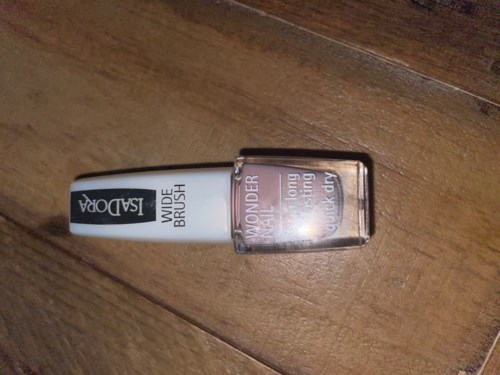 ISADORA
WIDE
BRUSH
WONDER
NAIL
long
lasting
quick dry